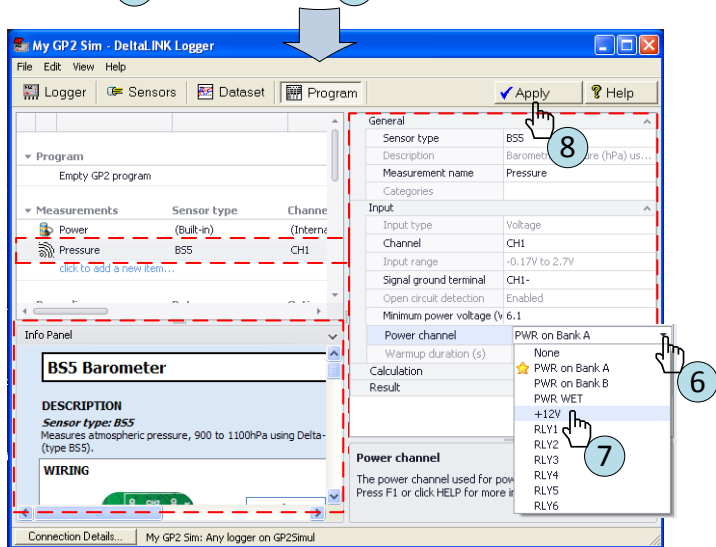 My GP2 Sim - DeltaLINK Logger
File Edit View Help
Logger Sensors Dataset Program Apply Help
8
Program
Empty GP2 program
Measurements Sensor type Channe
Power (Built-in) (Interna
Pressure BS5 CH1
click to add a new item...
General
Sensor type BS5
Description Barometric us...
Measurement name Pressure
Categories
Input
Input type Voltage
Channel CH1
Input range -0.17V to 2.7V
Signal ground terminal CH1-
Open circuit detection Enabled
Minimum power voltage (V 6.1
Power channel PWR on Bank A
Warmup duration (s)
Calculation
Result
None
PWR on Bank A
PWR on Bank B
PWR WET
+12V
RLY1
RLY2
RLY3
RLY4
RLY5
RLY6
6
7
Info Panel
BS5 Barometer
DESCRIPTION
Sensor type: BS5
Measures atmospheric pressure, 900 to 1100hPa using Delta-
(type BS5).
WIRING
Power channel
The power channel used for pow
Press F1 or click HELP for more i
Connection Details... My GP2 Sim: Any logger on GP2Simul